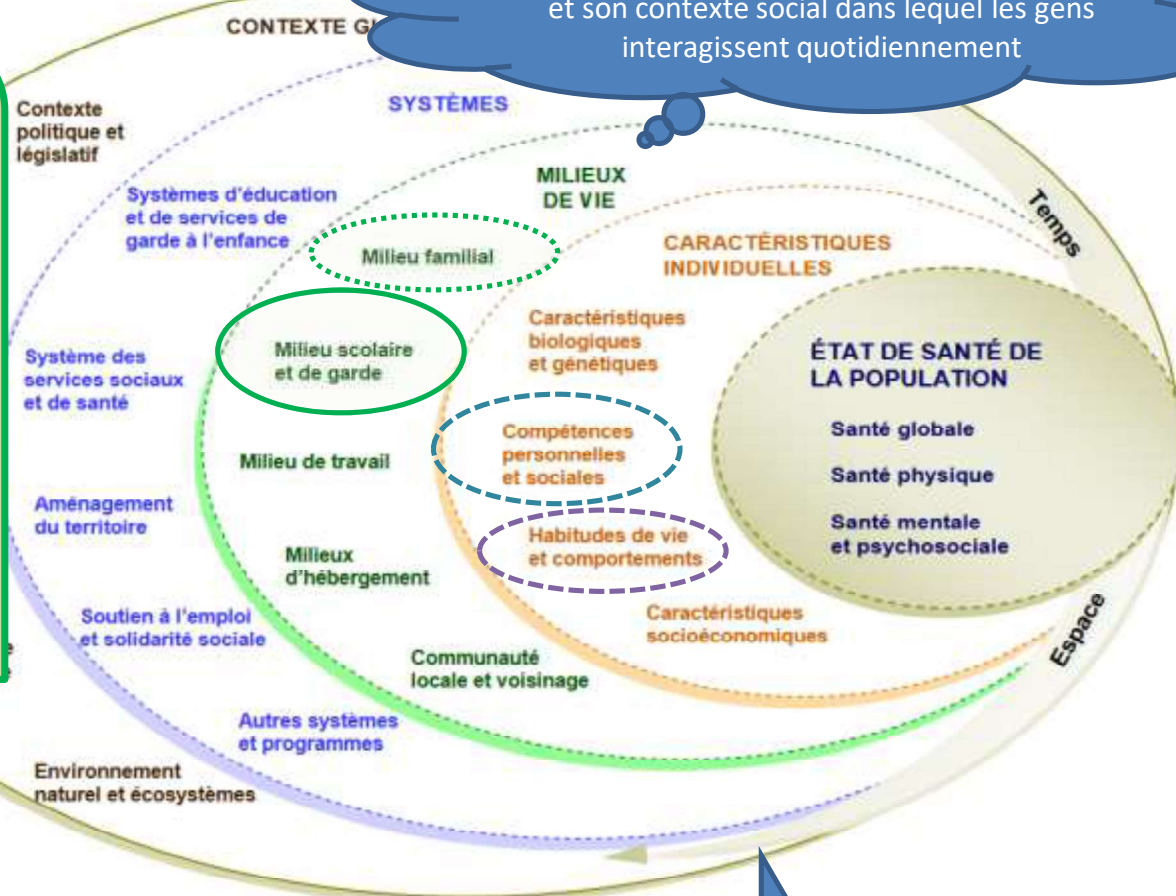 et son contexte social dans lequel les gens
interagissent quotidiennement
CONTEXTE
SYSTÈMES
Contexte
politique et
législatif
Systèmes d'éducation
et de services de
garde à l'enfance
Système des
services sociaux
et de santé
Aménagement
du territoire
Soutien à l'emploi
et solidarité sociale
Autres systèmes
et programmes
Environnement
naturel et écosystèmes
MILIEUX
DE VIE
Milieu familial
Milieu scolaire
et de garde
Milieu de travail
Milieux
d'hébergement
Communauté
locale et voisinage
CARACTÉRISTIQUES
INDIVIDUELLES
Caractéristiques
biologiques
et génétiques
Compétences
personnelles
et sociales
Habitudes de vie
et comportements
Caractéristiques
socioéconomiques
ÉTAT DE SANTÉ DE
LA POPULATION
Santé globale
Santé physique
Santé mentale
et psychosociale
Temps
Espace